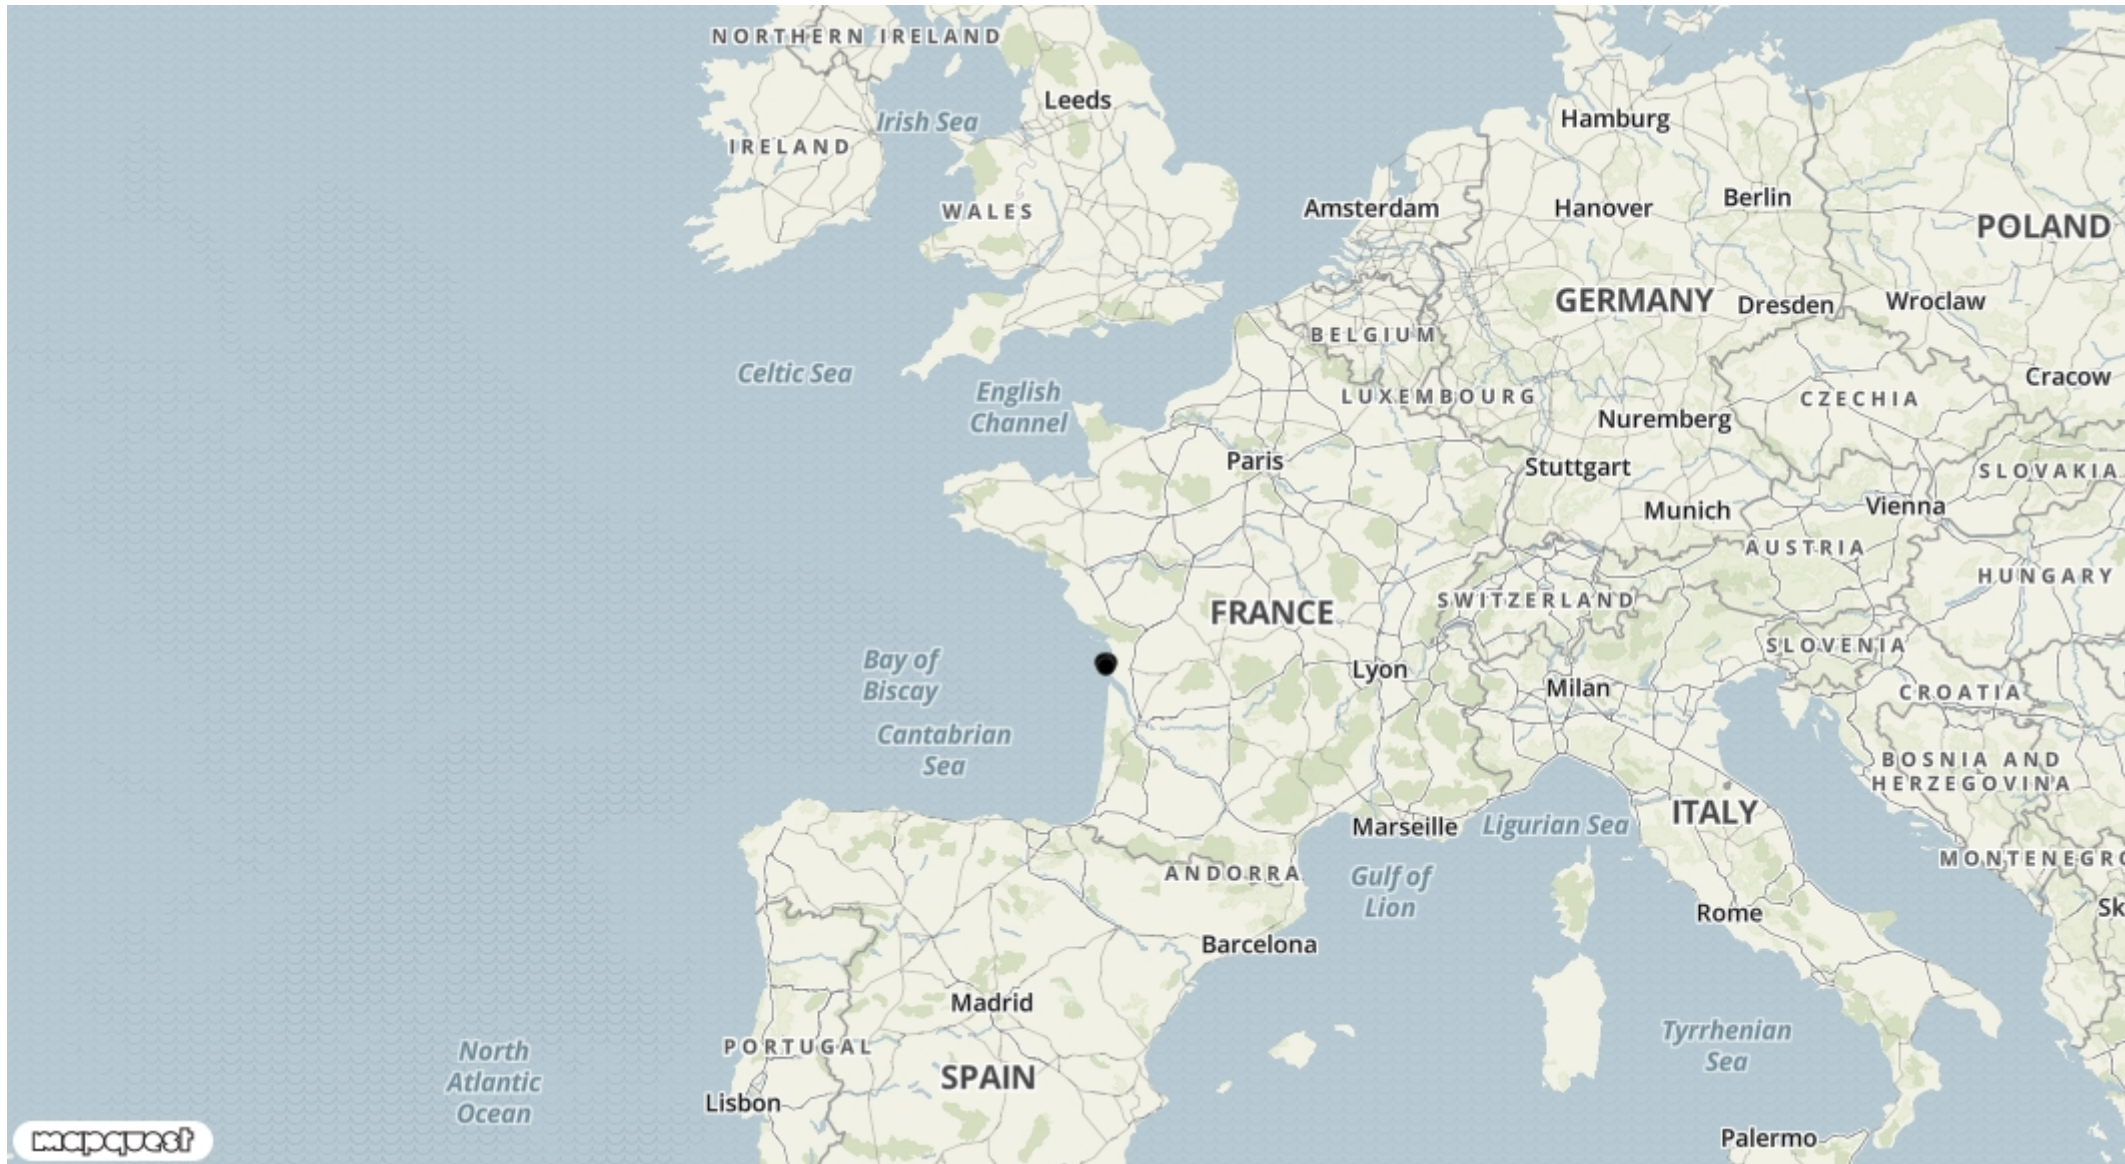 NORTHERN IRELAND
Leeds
Hamburg
Irish Sea
IRELAND
Amsterdam
Hanover
Berlin
WALES
POLAND
GERMANY
Dresden
Wroclaw
BELGIUM
Celtic Sea
English
Channel
LUXEMBOURG
Cracow
CZECHIA
Nuremberg
Paris
Stuttgart
SLOVAKIA
Munich
Vienna
AUSTRIA
HUNGARY
FRANCE
SWITZERLAND
SLOVENIA
Bay of
Biscay
Lyon
Milan
CROATIA
Cantabrian
Sea
BOSNIA AND
HERZEGOVINA
ITALY
Marseille
Ligurian Sea
MONTENEGRO
ANDORRA
Gulf of
Lion
Rome
Sk
Barcelona
Madrid
Tyrrhenian
Sea
PORTUGAL
North
Atlantic
Ocean
SPAIN
Lisbon
Palermo
mapquest